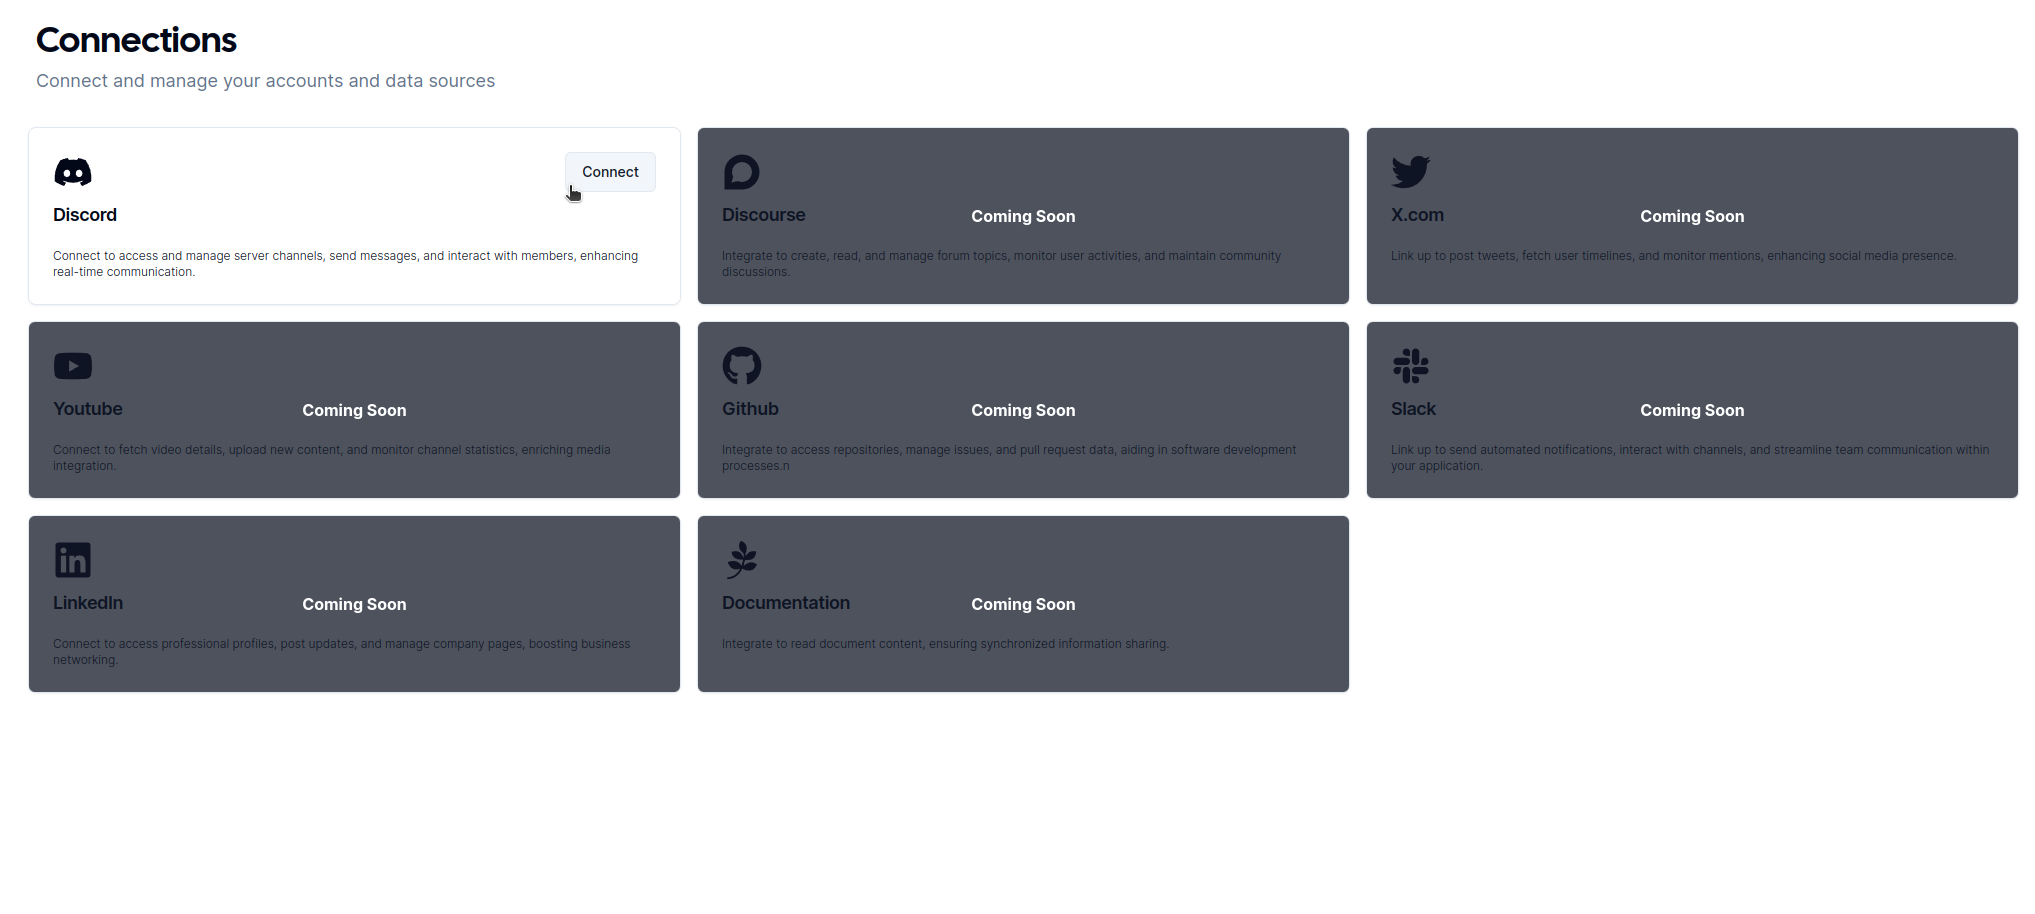 Connections
Connect and manage your accounts and data sources
Connect
Discord
Connect to access and manage server channels, send messages, and interact with members, enhancing
real-time communication.
Discourse
Coming Soon
Integrate to create, read, and manage forum topics, monitor user activities, and maintain community
discussions.
X.com
Coming Soon
Link up to post tweets, fetch user timelines, and monitor mentions, enhancing social media presence.
Youtube
Coming Soon
Connect to fetch video details, upload new content, and monitor channel statistics, enriching media
integration.
Github
Coming Soon
Integrate to access repositories, manage issues, and pull request data, aiding in software development
processes.n
Slack
Coming Soon
Link up to send automated notifications, interact with channels, and streamline team communication within
your application.
in
LinkedIn
Coming Soon
Connect to access professional profiles, post updates, and manage company pages, boosting business
networking.
Documentation
Coming Soon
Integrate to read document content, ensuring synchronized information sharing.